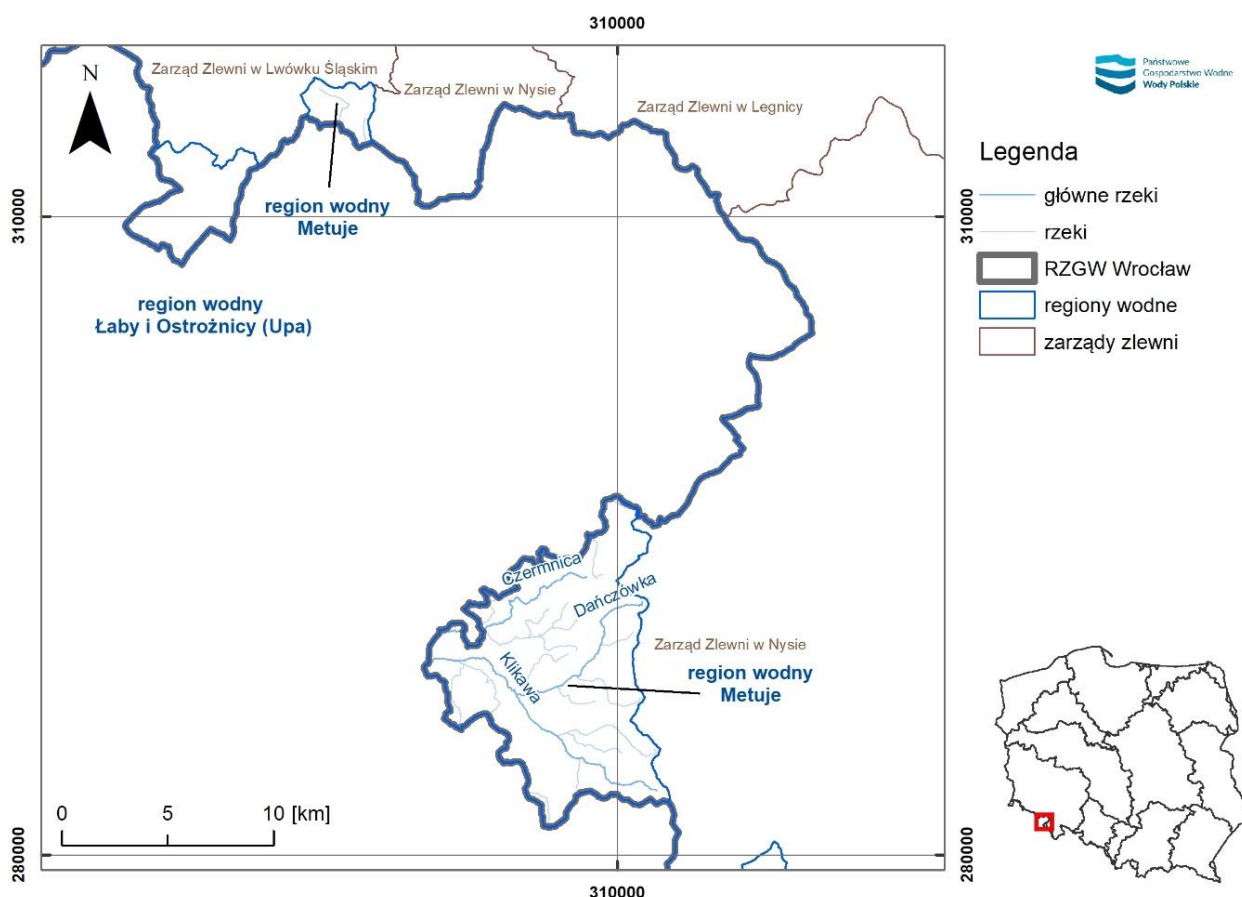 310000
Zarząd Zlewni w Lwówku Śląskim
Zarząd Zlewni w Nysie
Zarząd Zlewni w Legnicy
N
region wodny
Metuje
310000
310000
region wodny
Łaby i Ostrożnicy (Upa)
Państwowe
Gospodarstwo Wodne
Wody Polskie
Legenda
główne rzeki
rzeki
RZGW Wrocław
regiony wodne
zarządy zlewni
Czermnica
Dańczówka
Klikawa
Zarząd Zlewni w Nysie
region wodny
Metuje
0 5 10 [km]
280000
280000
310000